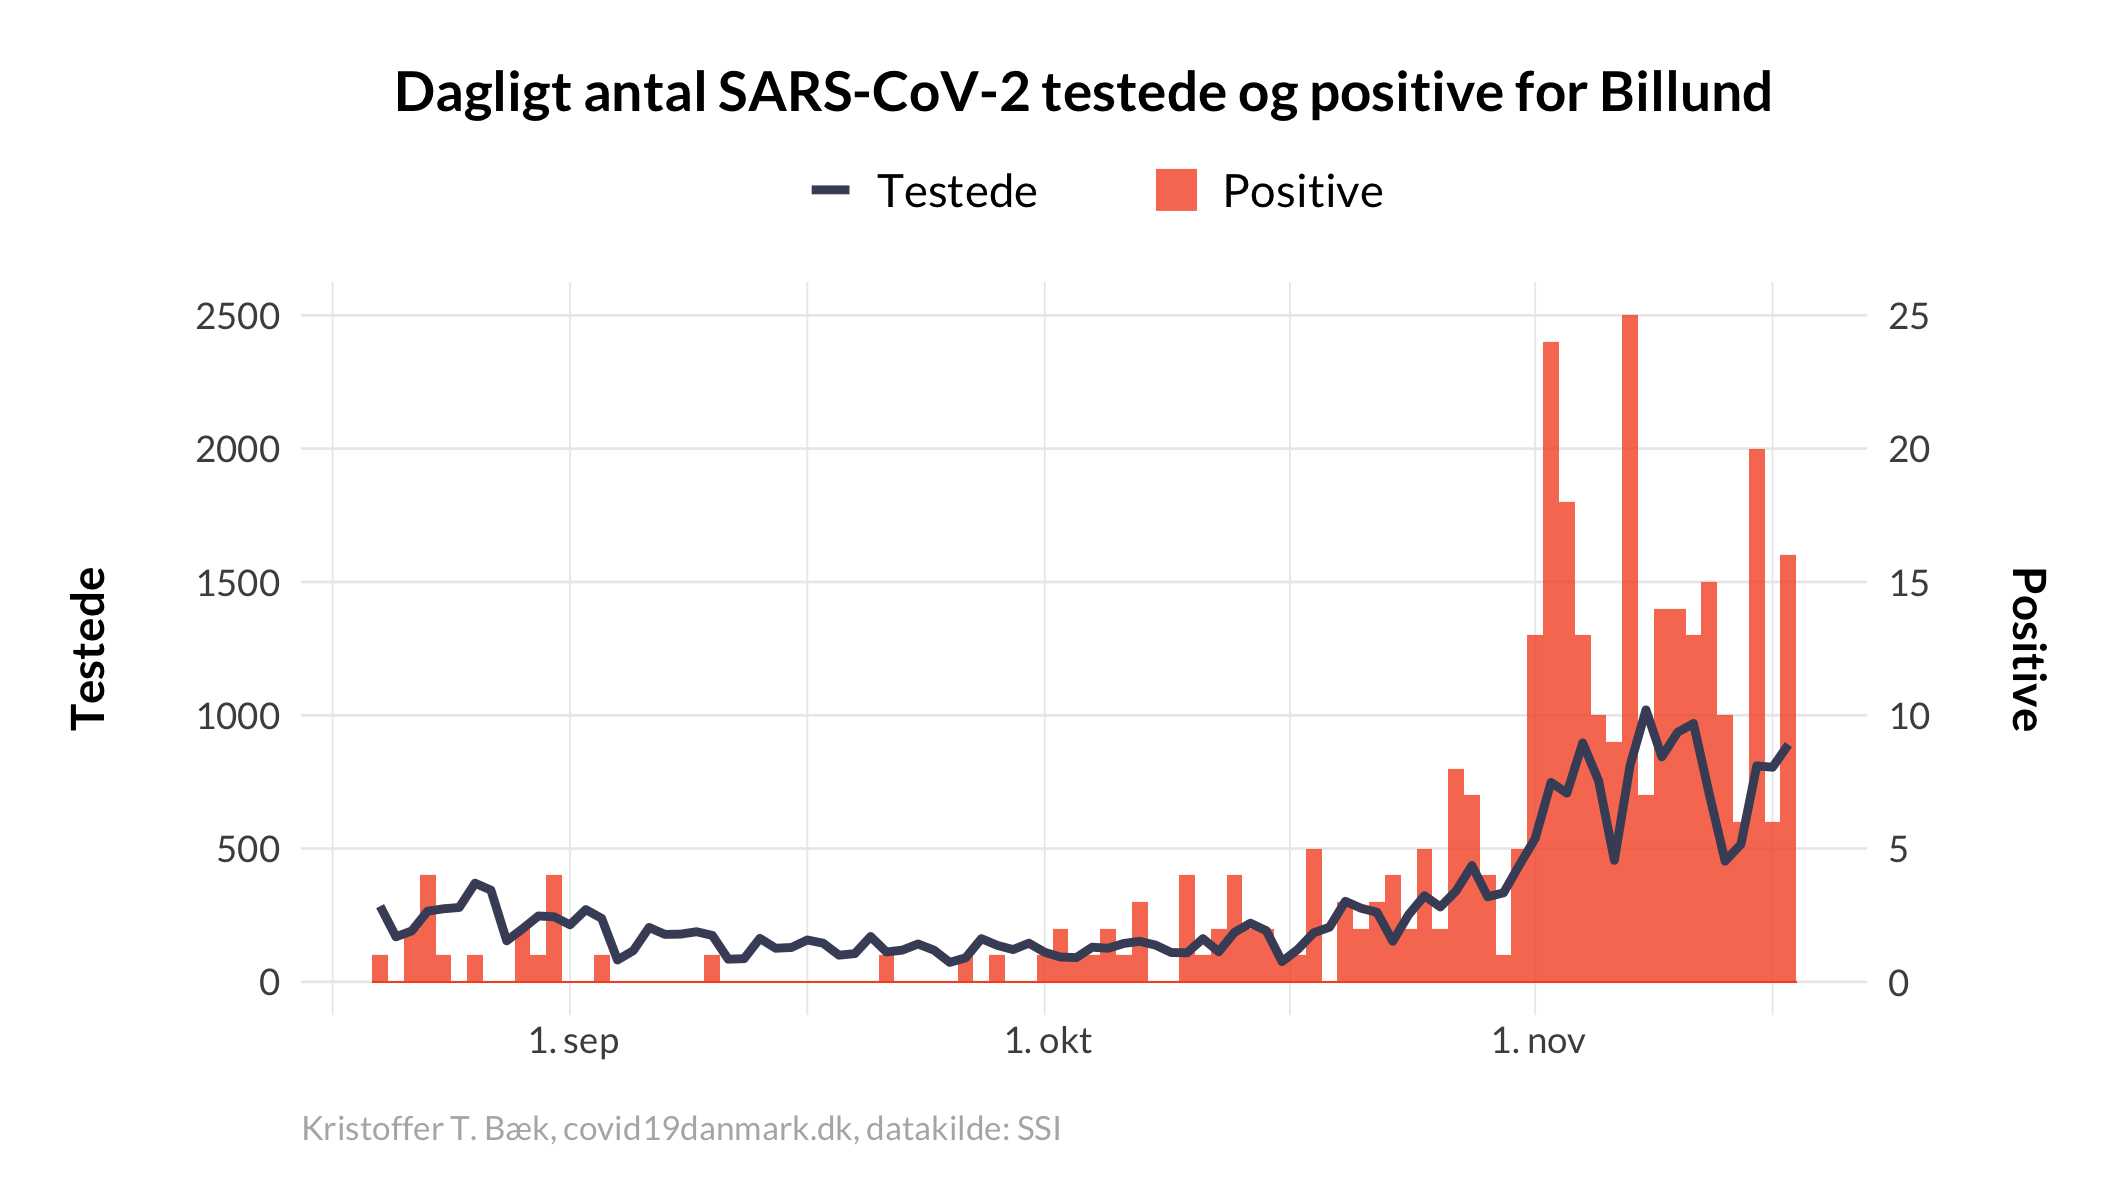 Dagligt antal SARS-CoV-2 testede og positive for Billund
Testede Positive
2500 25
2000 20
1500 15
1000 10
500 5
0 0
Testede
Positive
1. sep 1. okt 1. nov
Kristoffer T. Bæk, covid19danmark.dk, datakilde: SSI